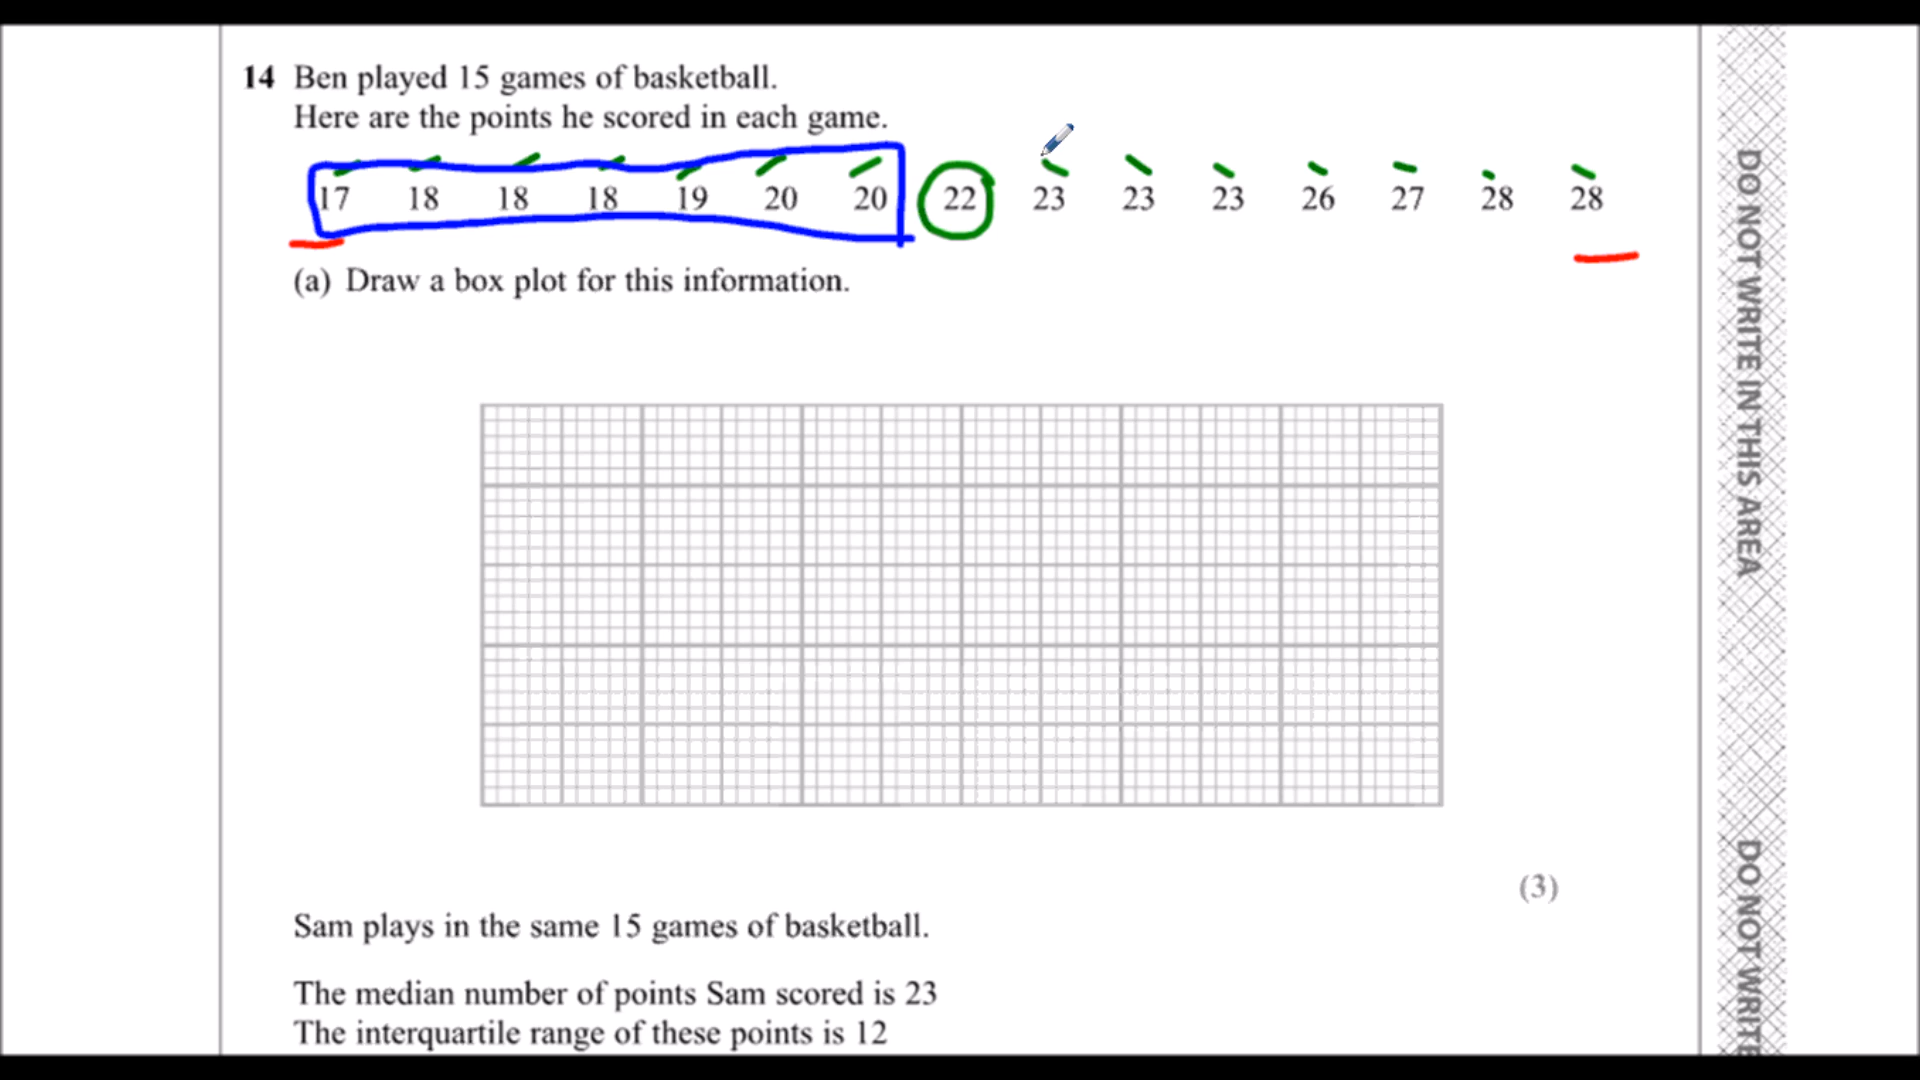 14 Ben played 15 games of basketball.
Here are the points he scored in each game.
17 18 18 18 19 20 20 22 23 23 23 26 27 28 28
(a) Draw a box plot for this information.
(3)
Sam plays in the same 15 games of basketball.
The median number of points Sam scored is 23
The interquartile range of these points is 12
DO NOT WRITE IN THIS AREA
DO NOT WRITE